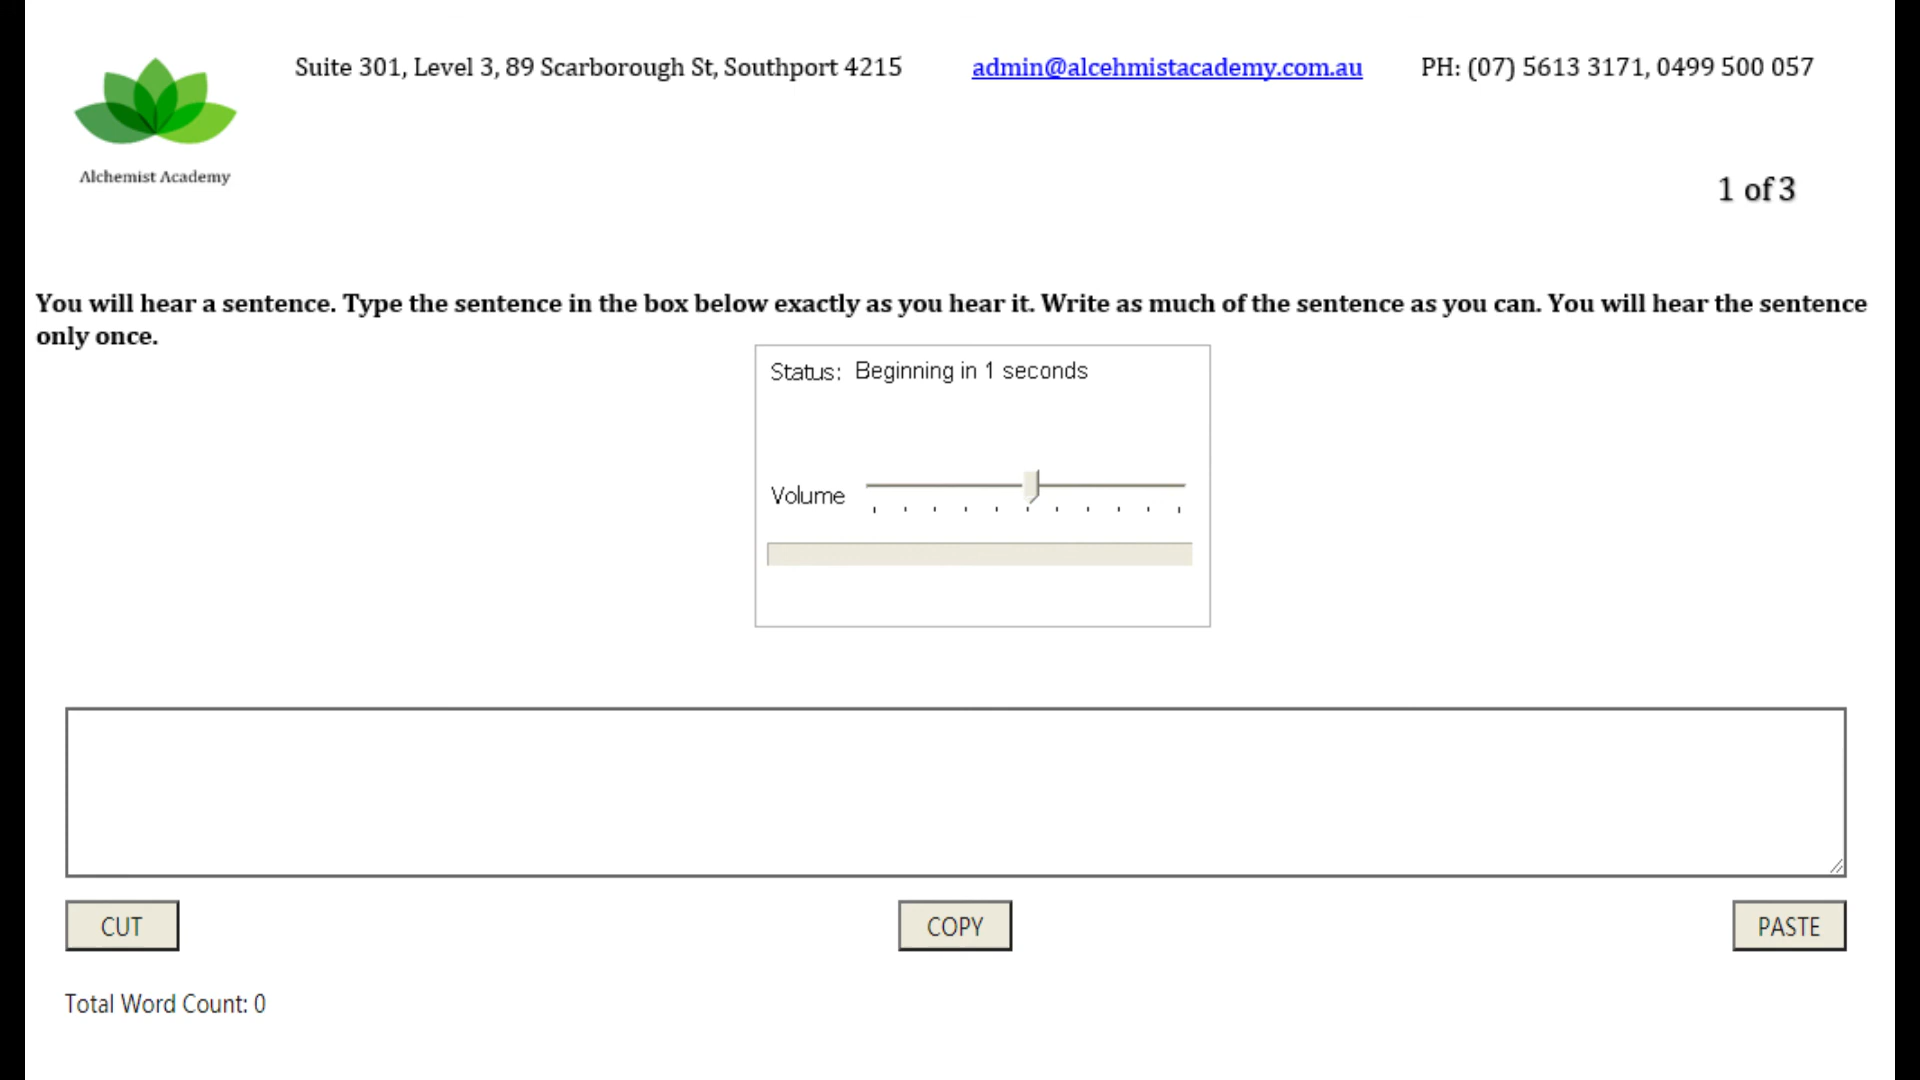 Suite 301, Level 3, 89 Scarborough St, Southport 4215 admin@alcehmistacademy.com.au PH: (07) 5613 3171, 0499 500 057
Alchemist Academy
1 of 3
You will hear a sentence. Type the sentence in the box below exactly as you hear it. Write as much of the sentence as you can. You will hear the sentence
only once.
Status: Beginning in 1 seconds
Volume
CUT COPY PASTE
Total Word Count: 0